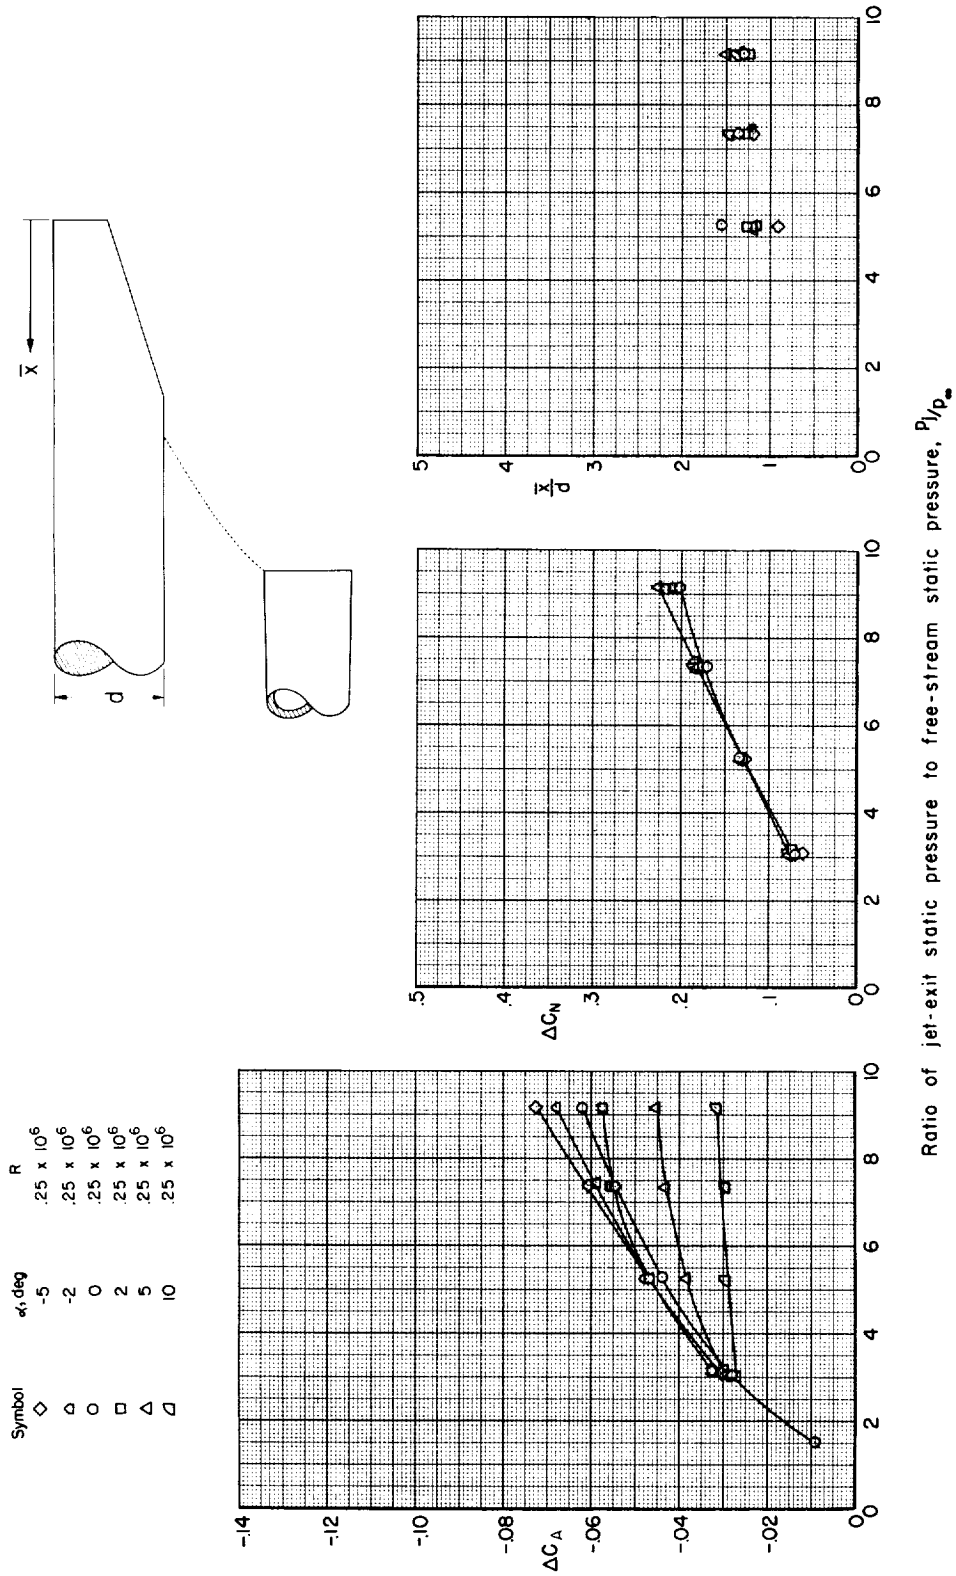 Symbol α, deg R
-5 .25 x 10⁶
-2 .25 x 10⁶
0 .25 x 10⁶
2 .25 x 10⁶
5 .25 x 10⁶
10 .25 x 10⁶
x̄
d
-.14
-.12
-.10
-.08
ΔC_A
-.06
-.04
-.02
0
0 2 4 6 8 10
.5
.4
ΔC_N
.3
.2
.1
0
0 2 4 6 8 10
5
4
x̄/d
3
2
1
0
0 2 4 6 8 10
Ratio of jet-exit static pressure to free-stream static pressure, p_j/p_∞